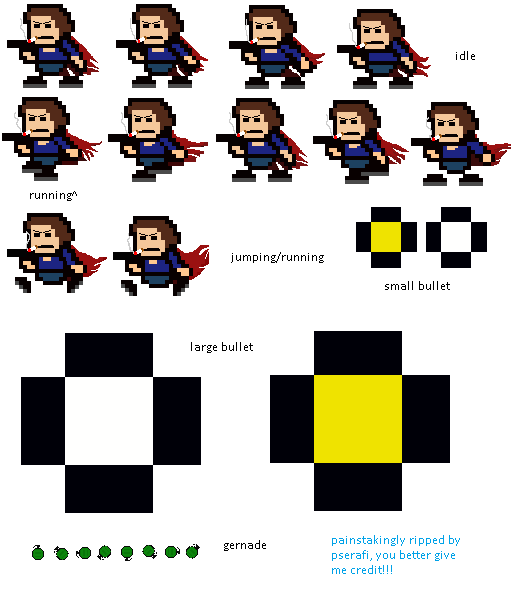 idle
running^
jumping/running
small bullet
large bullet
gernade
painstakingly ripped by
pserafi, you better give
me credit!!!